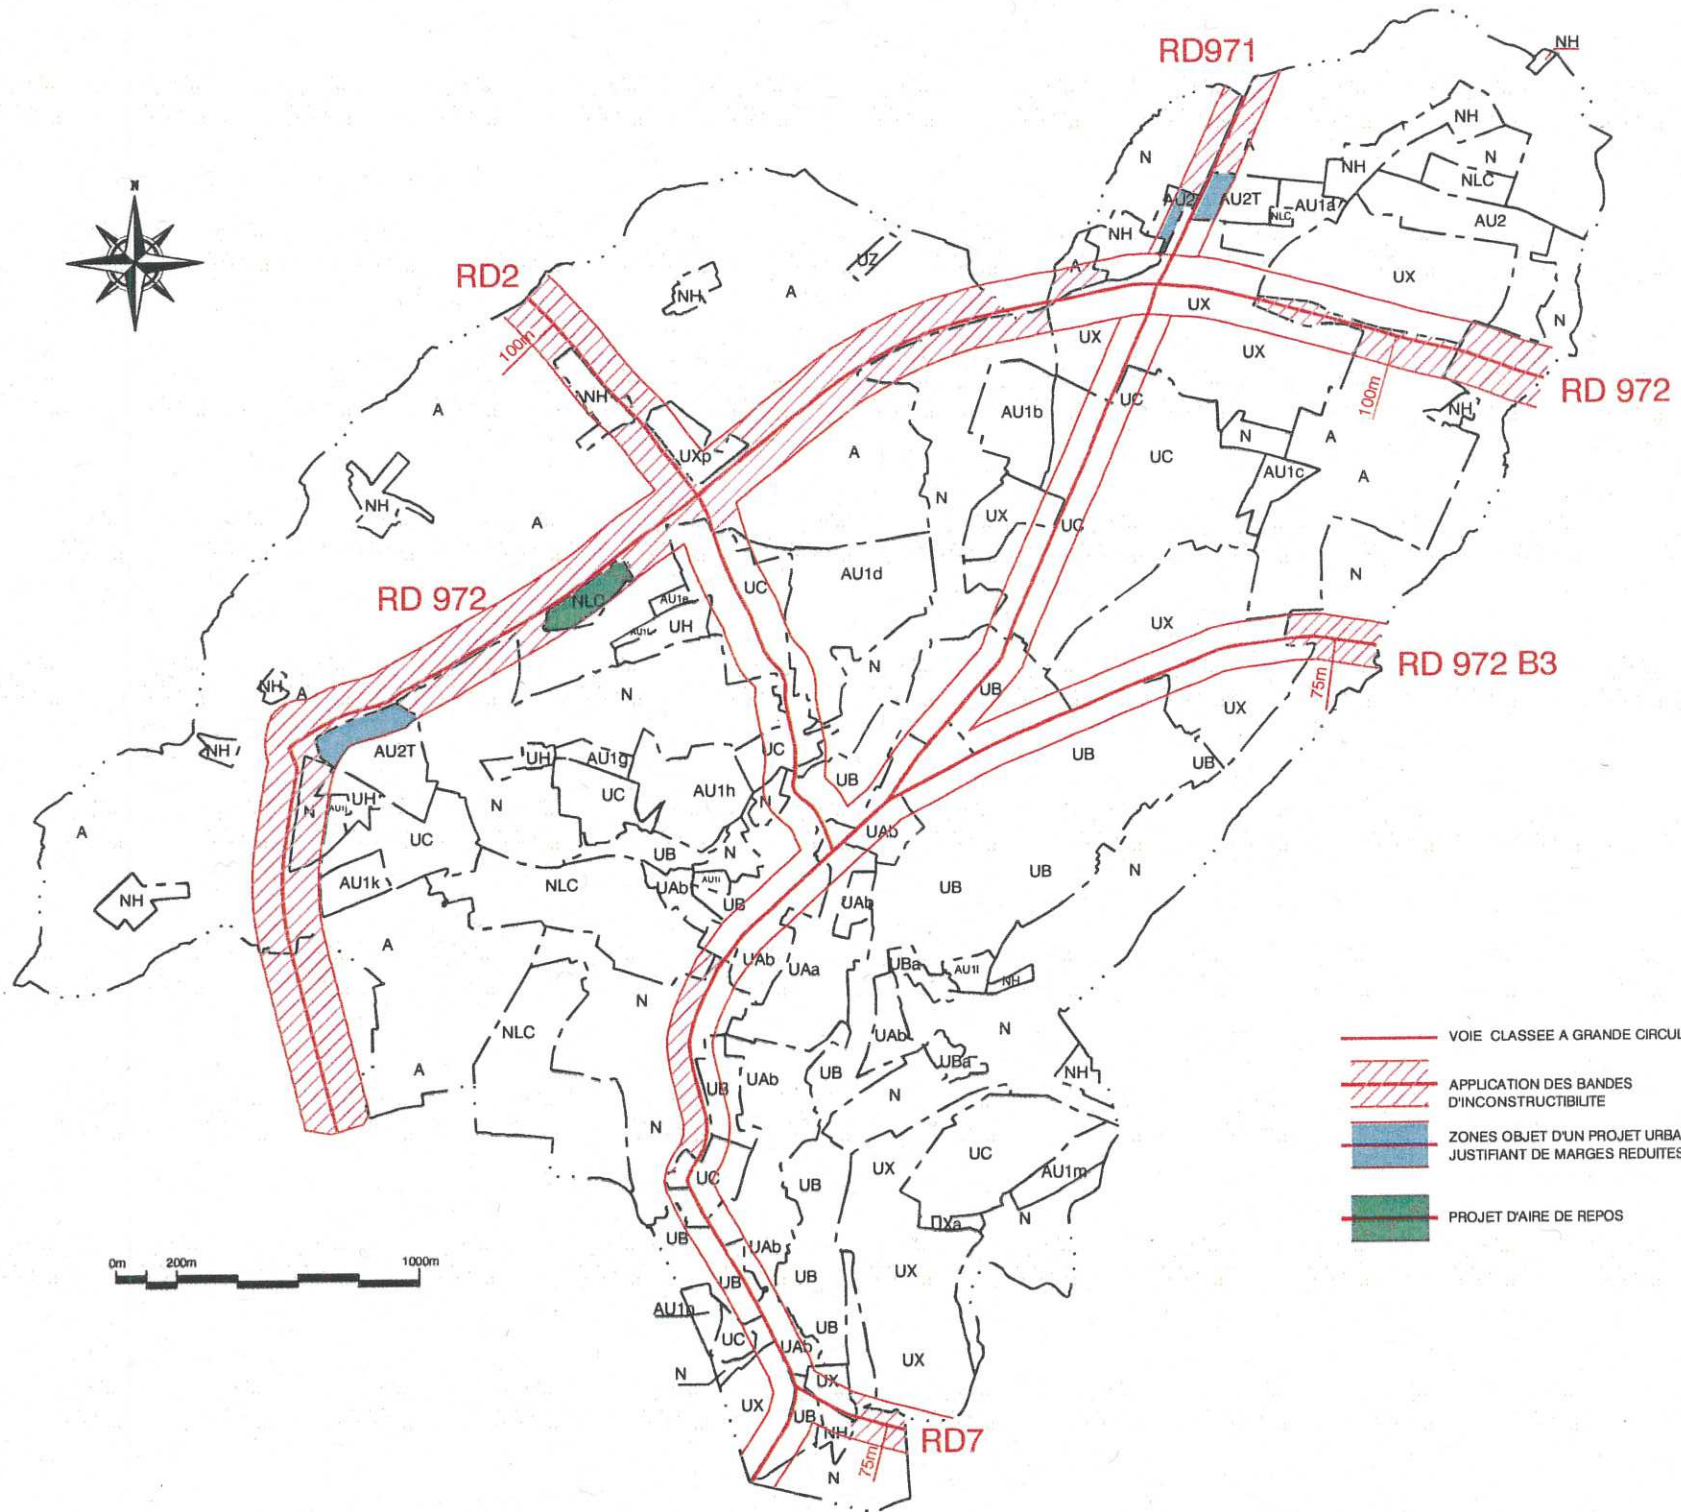 RD971
NH
NH
N
A
NH
N
NLC
AU2T
AU1a
NLC
AU2
N
NH
A
UZ
RD2
NH
A
UX
UX
N
100m
UX
UX
RD 972
100m
NH
A
AU1b
UC
NH
UXp
A
N
A
UC
AU1c
A
NH
A
N
UX
UC
AU1d
UC
N
RD 972
NLC
AU1e
UH
UX
RD 972 B3
75m
N
N
UB
NH
A
UX
NH
AU2T
UC
UB
UB
UB
UH
AU1g
N
UH
UC
AU1h
N
N
A
UC
UAb
UB
N
AU1k
NLC
UAb
AU1i
UB
UB
UB
N
NH
UAb
A
UAb
UAa
UBa
AU1l
NH
N
NLC
UAb
N
A
UB
UAb
UB
UBa
NH
N
N
UC
UX
UC
AU1m
UB
UXa
N
UB
UAb
UB
UB
UX
AU1n
UC
UB
UAb
N
UX
UX
UX
UB
NH
RD7
75m
N
0m 200m 1000m
VOIE CLASSEE A GRANDE CIRCUL
APPLICATION DES BANDES
D'INCONSTRUCTIBILITE
ZONES OBJET D'UN PROJET URBA
JUSTIFIANT DE MARGES REDUITES
PROJET D'AIRE DE REPOS